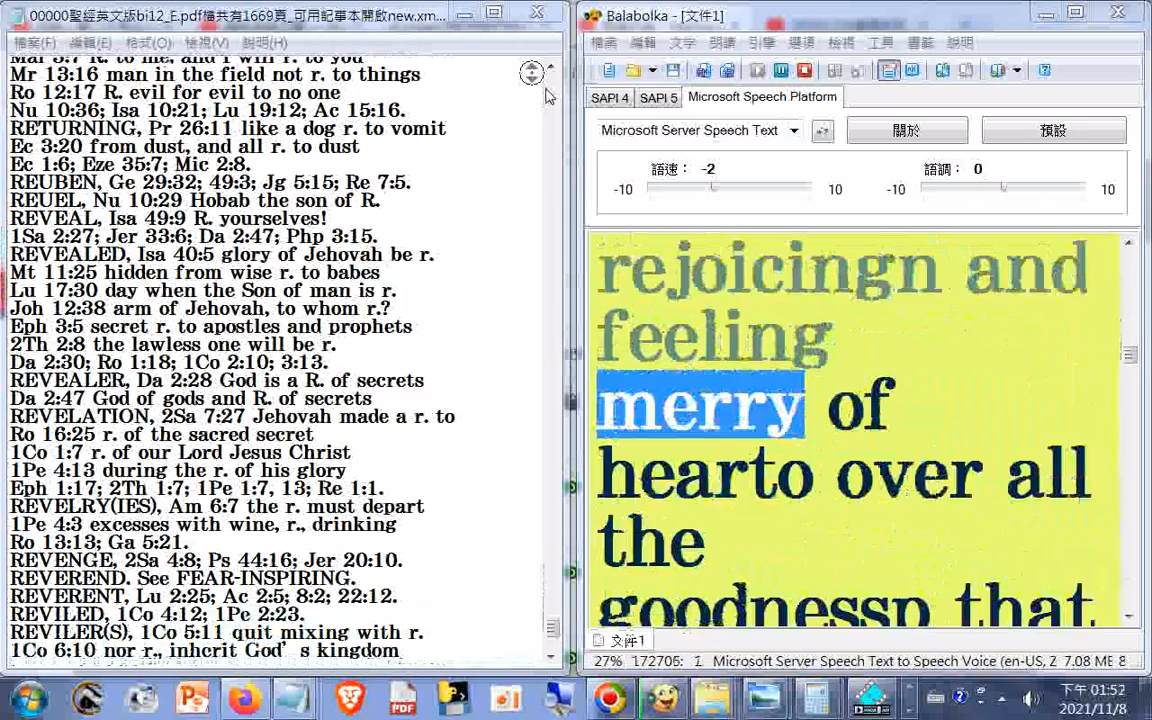 00000聖經英文版bi12_E.pdf檔共有1669頁_可用記事本開啟new.xm...
檔案(F) 編輯(E) 格式(O) 檢視(V) 說明(H)
Mal 3:7 R. to me, and I will r. to you
Mr 13:16 man in the field not r. to things
Ro 12:17 R. evil for evil to no one
Nu 10:36; Isa 10:21; Lu 19:12; Ac 15:16.
RETURNING, Pr 26:11 like a dog r. to vomit
Ec 3:20 from dust, and all r. to dust
Ec 1:6; Eze 35:7; Mic 2:8.
REUBEN, Ge 29:32; 49:3; Jg 5:15; Re 7:5.
REUEL, Nu 10:29 Hobab the son of R.
REVEAL, Isa 49:9 R. yourselves!
1Sa 2:27; Jer 33:6; Da 2:47; Php 3:15.
REVEALED, Isa 40:5 glory of Jehovah be r.
Mt 11:25 hidden from wise r. to babes
Lu 17:30 day when the Son of man is r.
Joh 12:38 arm of Jehovah, to whom r.?
Eph 3:5 secret r. to apostles and prophets
2Th 2:8 the lawless one will be r.
Da 2:30; Ro 1:18; 1Co 2:10; 3:13.
REVEALER, Da 2:28 God is a R. of secrets
Da 2:47 God of gods and R. of secrets
REVELATION, 2Sa 7:27 Jehovah made a r. to
Ro 16:25 r. of the sacred secret
1Co 1:7 r. of our Lord Jesus Christ
1Pe 4:13 during the r. of his glory
Eph 1:17; 2Th 1:7; 1Pe 1:7, 13; Re 1:1.
REVELRY(IES), Am 6:7 the r. must depart
1Pe 4:3 excesses with wine, r., drinking
Ro 13:13; Ga 5:21.
REVENGE, 2Sa 4:8; Ps 44:16; Jer 20:10.
REVEREND. See FEAR-INSPIRING.
REVERENT, Lu 2:25; Ac 2:5; 8:2; 22:12.
REVILED, 1Co 4:12; 1Pe 2:23.
REVILER(S), 1Co 5:11 quit mixing with r.
1Co 6:10 nor r., inherit God's kingdom
Balabolka - [文件1]
檔案 編輯 文字 朗讀 引擎 選項 檢視 工具 書籤 說明
SAPI 4 SAPI 5 Microsoft Speech Platform
Microsoft Server Speech Text 關於 預設
語速： -2 語調： 0
-10 10 -10 10
rejoicingn and
feeling
merry of
hearto over all
the
goodnessp that
文件1
27% 172705: 1 Microsoft Server Speech Text to Speech Voice (en-US, Z 7.08 MB 8
PDF
下午 01:52
2021/11/8